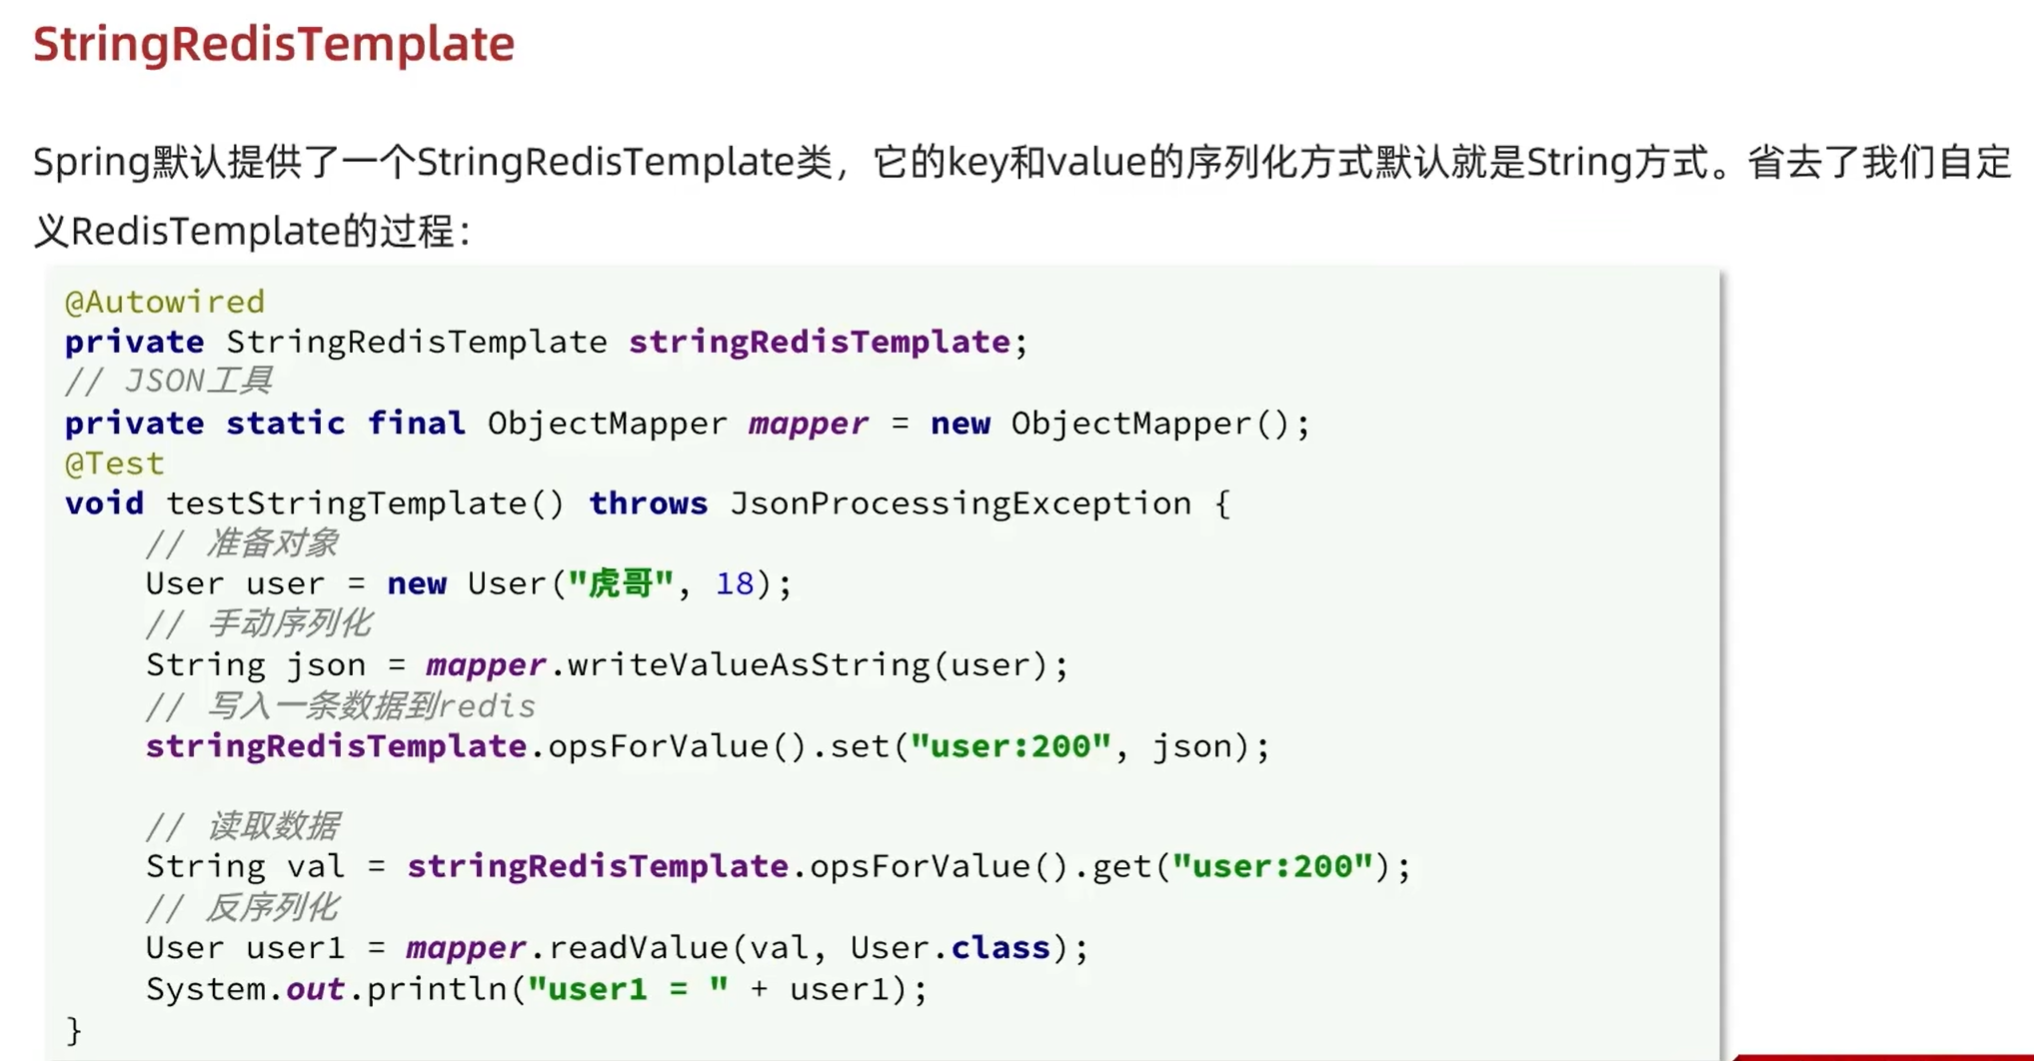 StringRedisTemplate
Spring默认提供了一个StringRedisTemplate类，它的key和value的序列化方式默认就是String方式。省去了我们自定
义RedisTemplate的过程：
@Autowired
private StringRedisTemplate stringRedisTemplate;
// JSON工具
private static final ObjectMapper mapper = new ObjectMapper();
@Test
void testStringTemplate() throws JsonProcessingException {
    // 准备对象
    User user = new User("虎哥", 18);
    // 手动序列化
    String json = mapper.writeValueAsString(user);
    // 写入一条数据到redis
    stringRedisTemplate.opsForValue().set("user:200", json);

    // 读取数据
    String val = stringRedisTemplate.opsForValue().get("user:200");
    // 反序列化
    User user1 = mapper.readValue(val, User.class);
    System.out.println("user1 = " + user1);
}